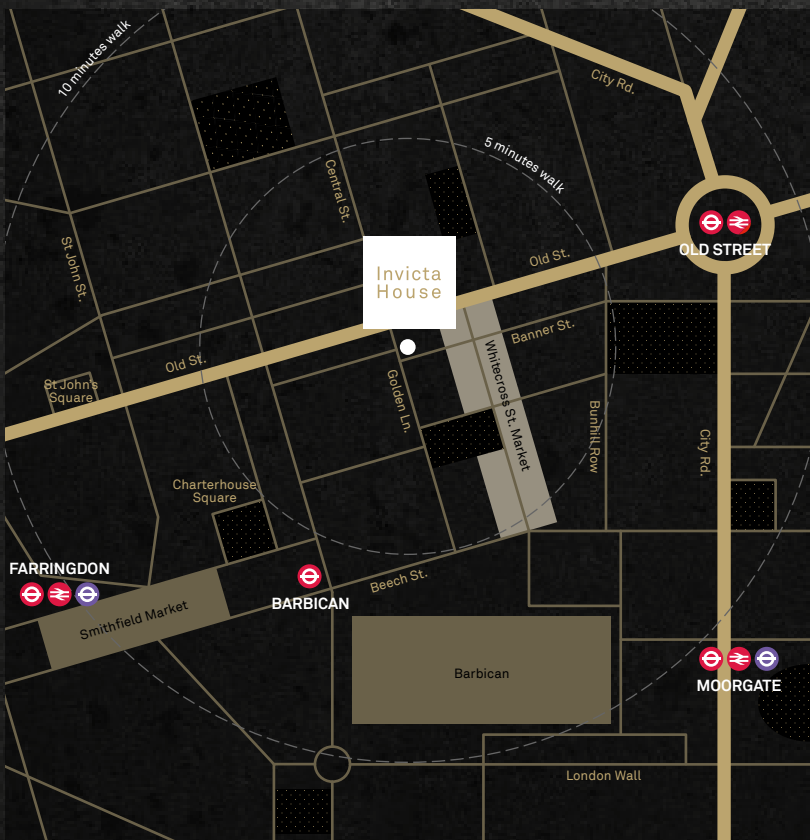 10 minutes walk
City Rd.
5 minutes walk
Central St.
St John St.
OLD STREET
Old St.
Invicta
House
Banner St.
Old St.
St John's
Square
Golden Ln.
Whitecross St. Market
Bunhill Row
City Rd.
Charterhouse
Square
FARRINGDON
BARBICAN
Beech St.
Smithfield Market
Barbican
MOORGATE
London Wall